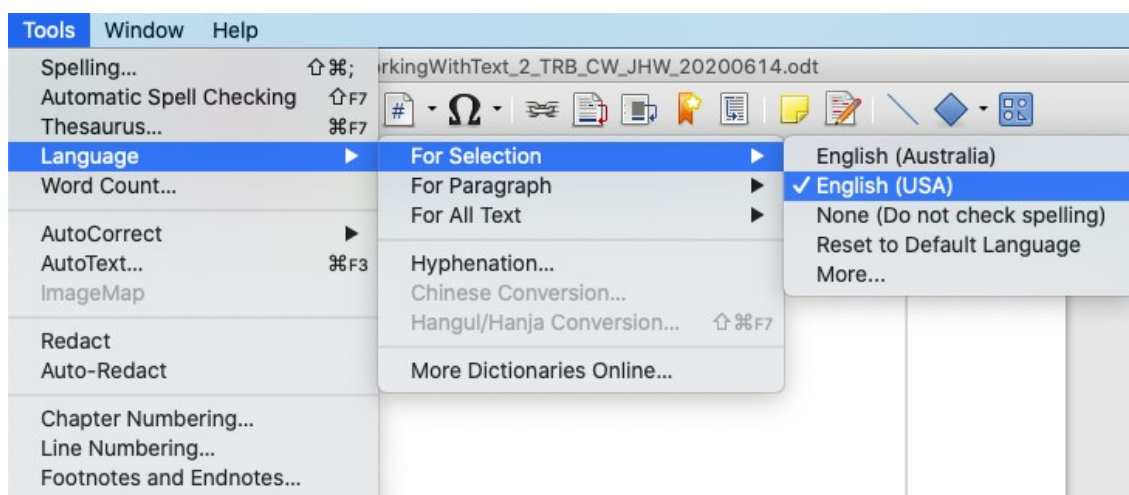 Tools Window Help
rkingWithText_2_TRB_CW_JHW_20200614.odt
Spelling... ⇧⌘;
Automatic Spell Checking ⇧F7
Thesaurus... ⌘F7
Language ▶
Word Count...
AutoCorrect ▶
AutoText... ⌘F3
ImageMap
Redact
Auto-Redact
Chapter Numbering...
Line Numbering...
Footnotes and Endnotes...
# Ω
For Selection ▶
For Paragraph ▶
For All Text ▶
Hyphenation...
Chinese Conversion...
Hangul/Hanja Conversion... ⇧⌘F7
More Dictionaries Online...
English (Australia)
✓ English (USA)
None (Do not check spelling)
Reset to Default Language
More...